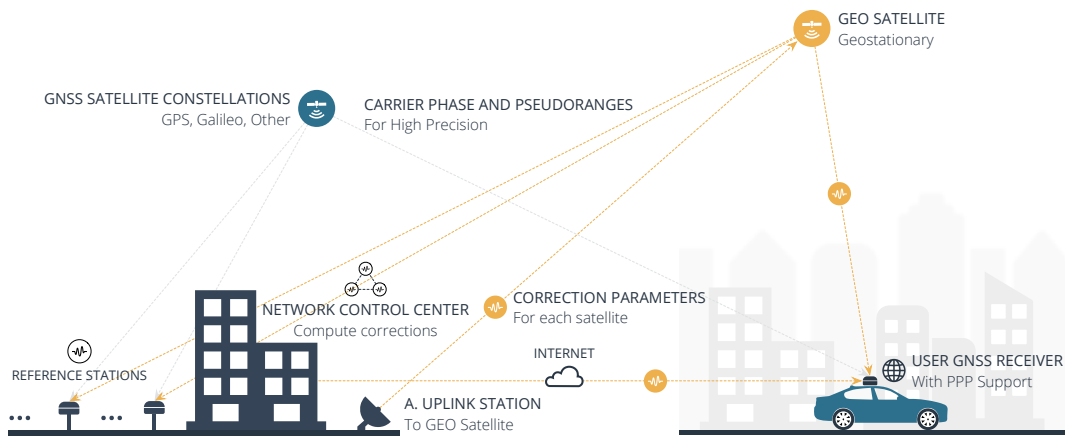 GEO SATELLITE
Geostationary
GNSS SATELLITE CONSTELLATIONS
GPS, Galileo, Other
CARRIER PHASE AND PSEUDORANGES
For High Precision
NETWORK CONTROL CENTER
Compute corrections
CORRECTION PARAMETERS
For each satellite
REFERENCE STATIONS
INTERNET
USER GNSS RECEIVER
With PPP Support
A. UPLINK STATION
To GEO Satellite